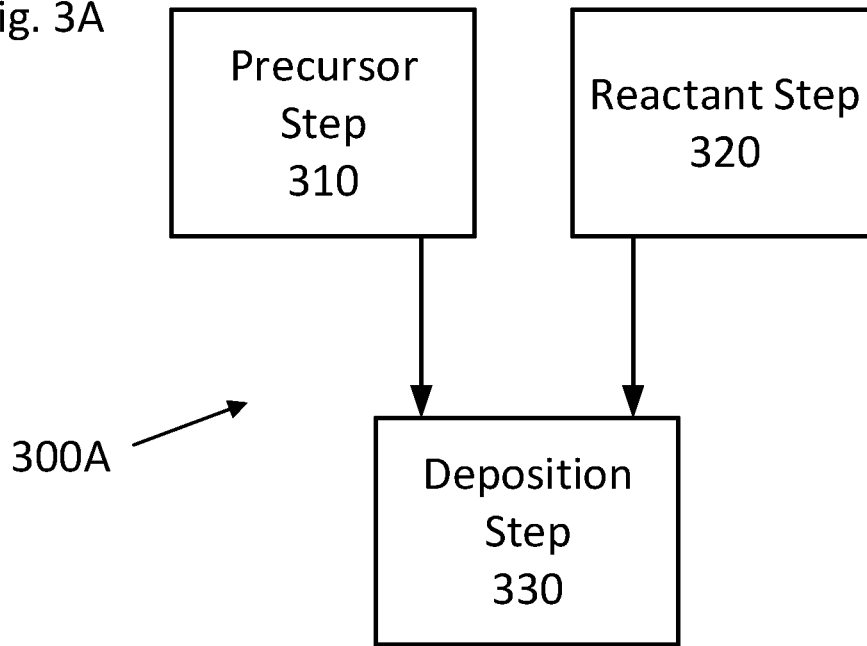 ig. 3A
Precursor
Step
310
Reactant Step
320
300A
Deposition
Step
330